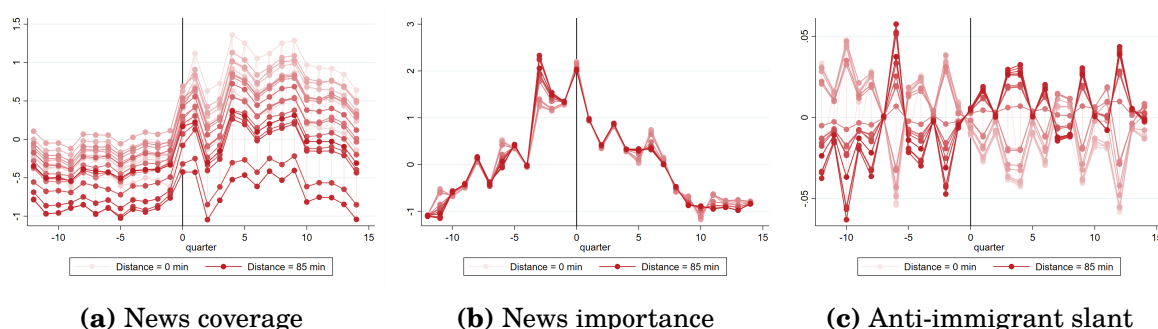 1.5
1
.5
0
-.5
-1
-10
-5
0
5
10
15
quarter
Distance = 0 min
Distance = 85 min
(a) News coverage
3
2
1
0
-1
-10
-5
0
5
10
15
quarter
Distance = 0 min
Distance = 85 min
(b) News importance
.05
0
-.05
-10
-5
0
5
10
15
quarter
Distance = 0 min
Distance = 85 min
(c) Anti-immigrant slant